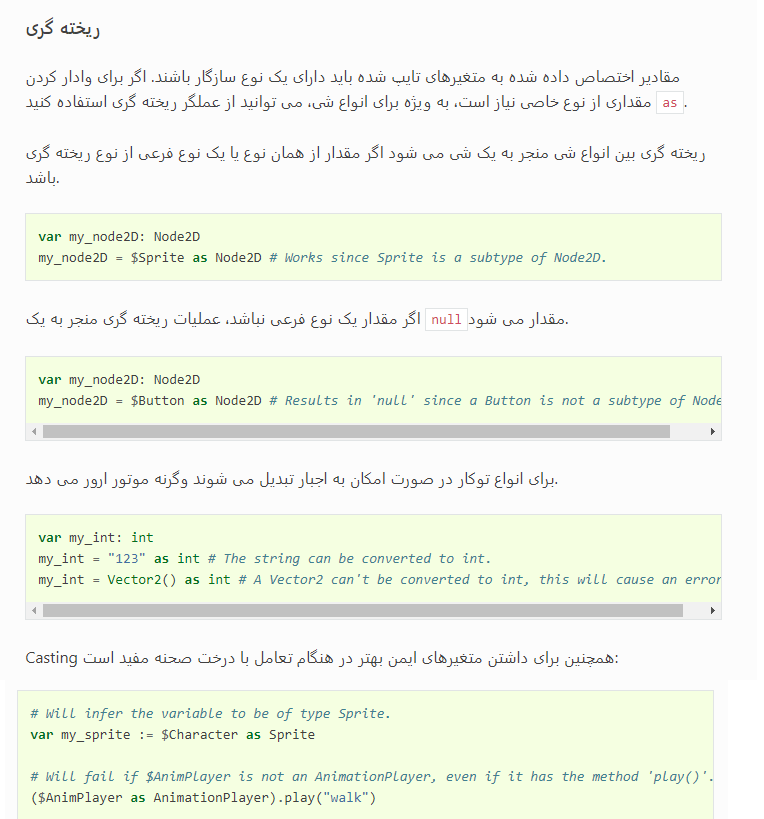 ریخته گری
مقادیر اختصاص داده شده به متغیرهای تایپ شده باید دارای یک نوع سازگار باشند. اگر برای وادار کردن
مقداری از نوع خاصی نیاز است، به ویژه برای انواع شی، می توانید از عملگر ریخته گری استفاده کنید as.
ریخته گری بین انواع شی منجر به یک شی می شود اگر مقدار از همان نوع یا یک نوع فرعی از نوع ریخته گری
باشد.
var my_node2D: Node2D
my_node2D = $Sprite as Node2D # Works since Sprite is a subtype of Node2D.
اگر مقدار یک نوع فرعی نباشد، عملیات ریخته گری منجر به یک null مقدار می شود.
var my_node2D: Node2D
my_node2D = $Button as Node2D # Results in 'null' since a Button is not a subtype of Node
برای انواع توکار در صورت امکان به اجبار تبدیل می شوند وگرنه موتور ارور می دهد.
var my_int: int
my_int = "123" as int # The string can be converted to int.
my_int = Vector2() as int # A Vector2 can't be converted to int, this will cause an error
Casting همچنین برای داشتن متغیرهای ایمن بهتر در هنگام تعامل با درخت صحنه مفید است:
# Will infer the variable to be of type Sprite.
var my_sprite := $Character as Sprite
# Will fail if $AnimPlayer is not an AnimationPlayer, even if it has the method 'play()'.
($AnimPlayer as AnimationPlayer).play("walk")